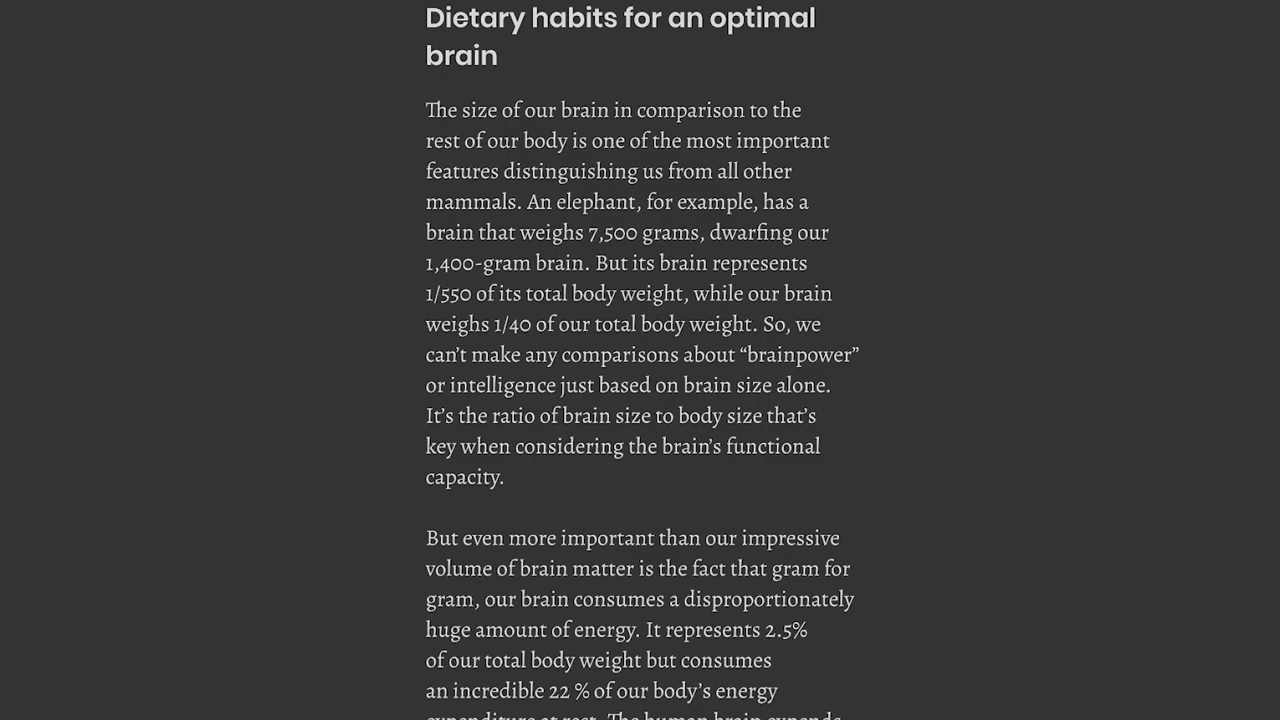 Dietary habits for an optimal
brain
The size of our brain in comparison to the
rest of our body is one of the most important
features distinguishing us from all other
mammals. An elephant, for example, has a
brain that weighs 7,500 grams, dwarfing our
1,400-gram brain. But its brain represents
1/550 of its total body weight, while our brain
weighs 1/40 of our total body weight. So, we
can’t make any comparisons about “brainpower”
or intelligence just based on brain size alone.
It’s the ratio of brain size to body size that’s
key when considering the brain’s functional
capacity.
But even more important than our impressive
volume of brain matter is the fact that gram for
gram, our brain consumes a disproportionately
huge amount of energy. It represents 2.5%
of our total body weight but consumes
an incredible 22 % of our body’s energy
expenditure at rest. The human brain expends